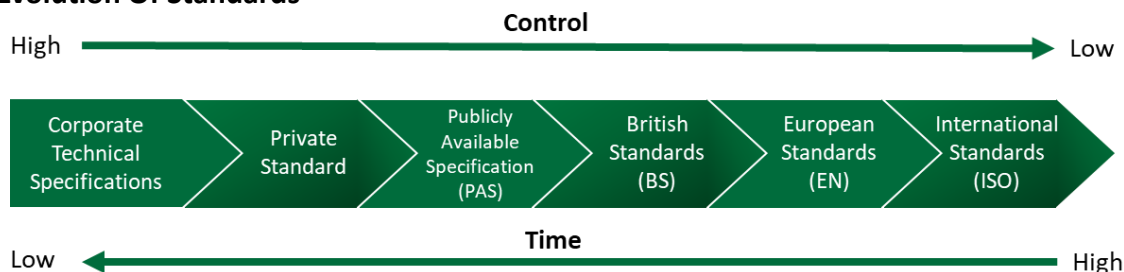 Evolution Of Standards
Control
High
Low
Corporate
Technical
Specifications
Private
Standard
Publicly
Available
Specification
(PAS)
British
Standards
(BS)
European
Standards
(EN)
International
Standards
(ISO)
Time
Low
High